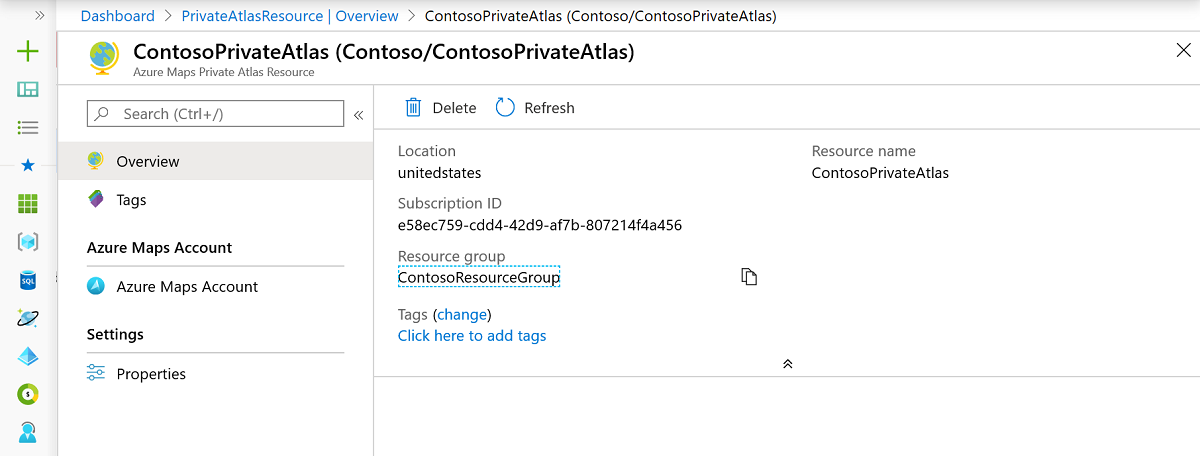 Dashboard > PrivateAtlasResource | Overview > ContosoPrivateAtlas (Contoso/ContosoPrivateAtlas)
ContosoPrivateAtlas (Contoso/ContosoPrivateAtlas)
Azure Maps Private Atlas Resource
Search (Ctrl+/)
Overview
Tags
Azure Maps Account
Azure Maps Account
Settings
Properties
Delete
Refresh
Location
unitedstates
Resource name
ContosoPrivateAtlas
Subscription ID
e58ec759-cdd4-42d9-af7b-807214f4a456
Resource group
ContosoResourceGroup
Tags (change)
Click here to add tags
SQL